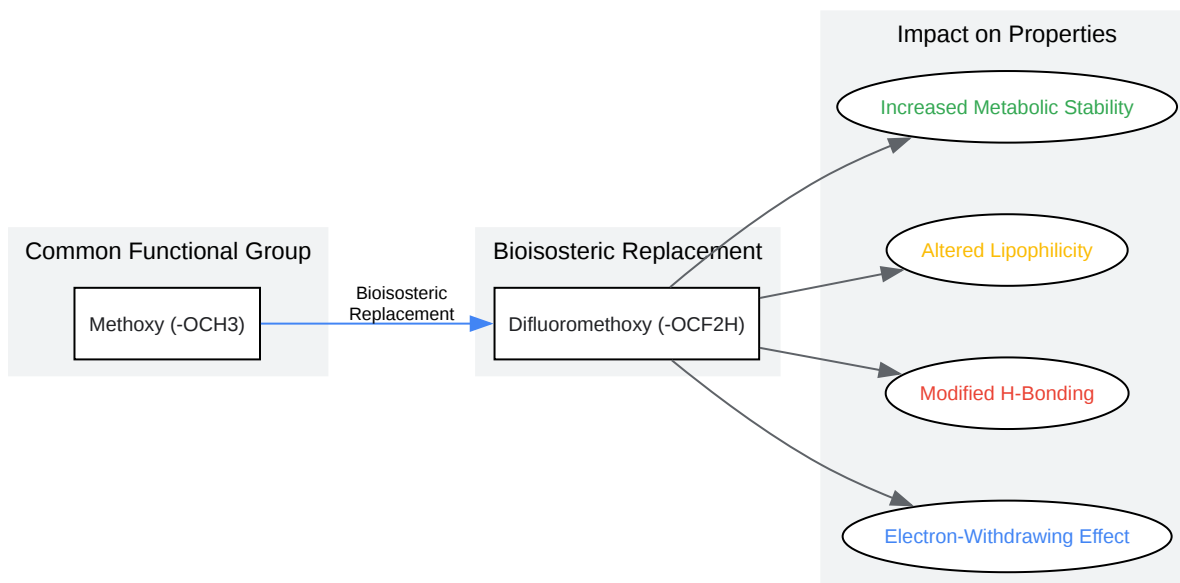 Common Functional Group
Methoxy (-OCH3)
Bioisosteric
Replacement
Bioisosteric Replacement
Difluoromethoxy (-OCF2H)
Impact on Properties
Increased Metabolic Stability
Altered Lipophilicity
Modified H-Bonding
Electron-Withdrawing Effect